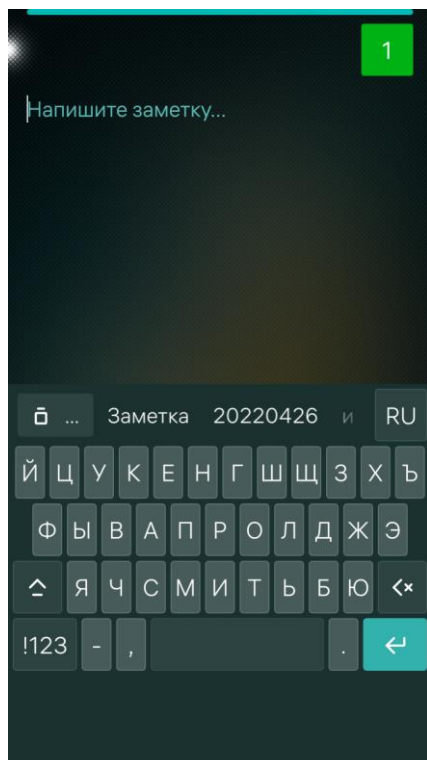 1
Напишите заметку...
... Заметка 20220426 и RU
Й Ц У К Е Н Г Ш Щ З Х Ъ
Ф Ы В А П Р О Л Д Ж Э
Я Ч С М И Т Ь Б Ю
!123 - , .